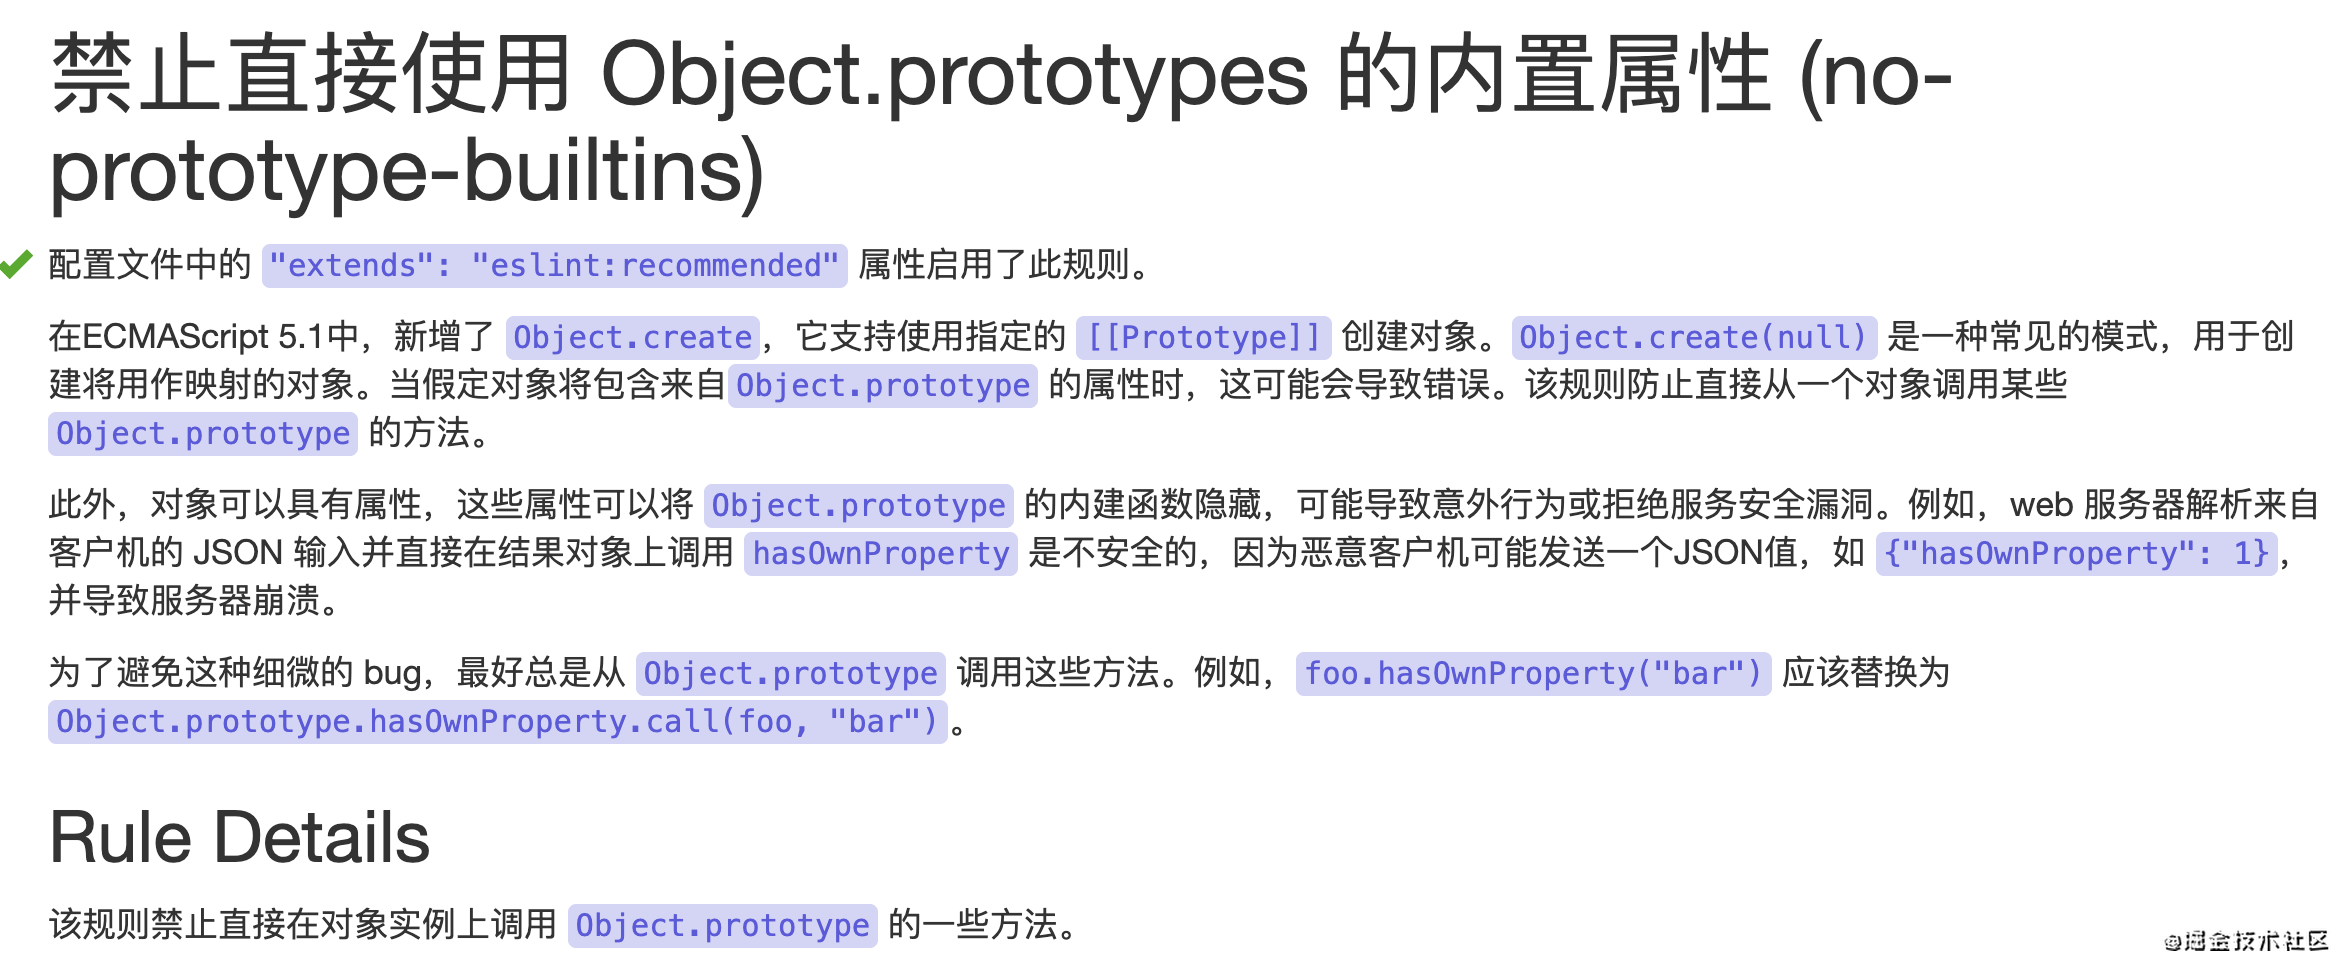 禁止直接使用 Object.prototypes 的内置属性 (no-
prototype-builtins)
配置文件中的 "extends": "eslint:recommended" 属性启用了此规则。
在ECMAScript 5.1中，新增了 Object.create，它支持使用指定的 [[Prototype]] 创建对象。Object.create(null) 是一种常见的模式，用于创
建将用作映射的对象。当假定对象将包含来自Object.prototype 的属性时，这可能会导致错误。该规则防止直接从一个对象调用某些
Object.prototype 的方法。
此外，对象可以具有属性，这些属性可以将 Object.prototype 的内建函数隐藏，可能导致意外行为或拒绝服务安全漏洞。例如，web 服务器解析来自
客户机的 JSON 输入并直接在结果对象上调用 hasOwnProperty 是不安全的，因为恶意客户机可能发送一个JSON值，如 {"hasOwnProperty": 1}，
并导致服务器崩溃。
为了避免这种细微的 bug，最好总是从 Object.prototype 调用这些方法。例如，foo.hasOwnProperty("bar") 应该替换为
Object.prototype.hasOwnProperty.call(foo, "bar")。
Rule Details
该规则禁止直接在对象实例上调用 Object.prototype 的一些方法。
@掘金技术社区